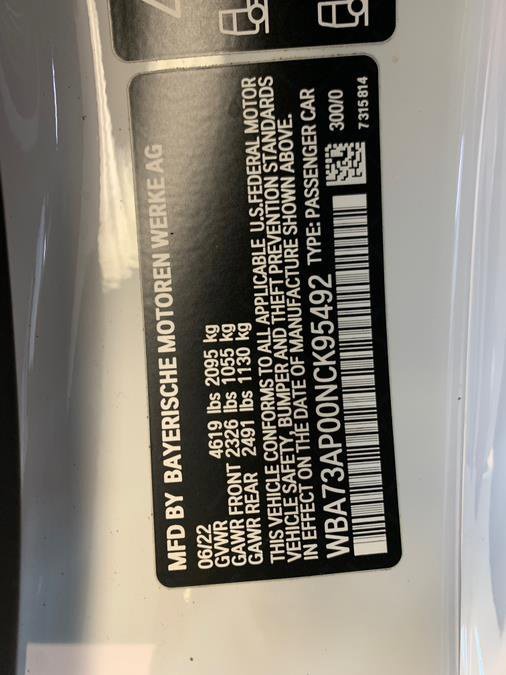 MFD BY BAYERISCHE MOTOREN WERKE AG
06/22
GVWR 4619 lbs 2095 kg
GAWR FRONT 2326 lbs 1055 kg
GAWR REAR 2491 lbs 1130 kg
THIS VEHICLE CONFORMS TO ALL APPLICABLE U.S.FEDERAL MOTOR
VEHICLE SAFETY, BUMPER AND THEFT PREVENTION STANDARDS
IN EFFECT ON THE DATE OF MANUFACTURE SHOWN ABOVE.
WBA73AP00NCK95492 TYPE: PASSENGER CAR
300/0
7315814